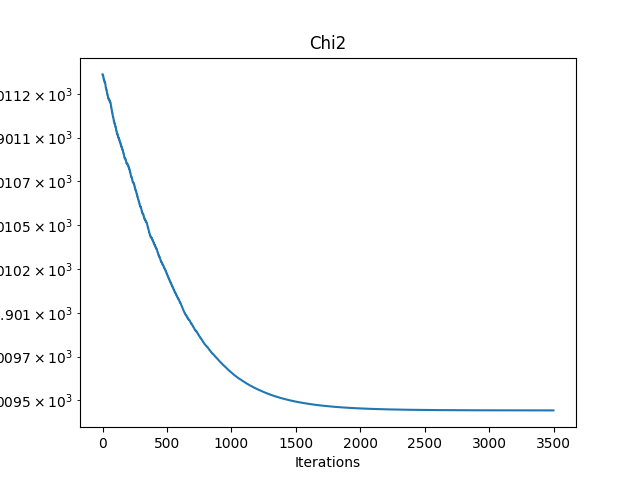 Chi2
0112 × 10³
9011 × 10³
0107 × 10³
0105 × 10³
0102 × 10³
.901 × 10³
0097 × 10³
0095 × 10³
0 500 1000 1500 2000 2500 3000 3500
Iterations